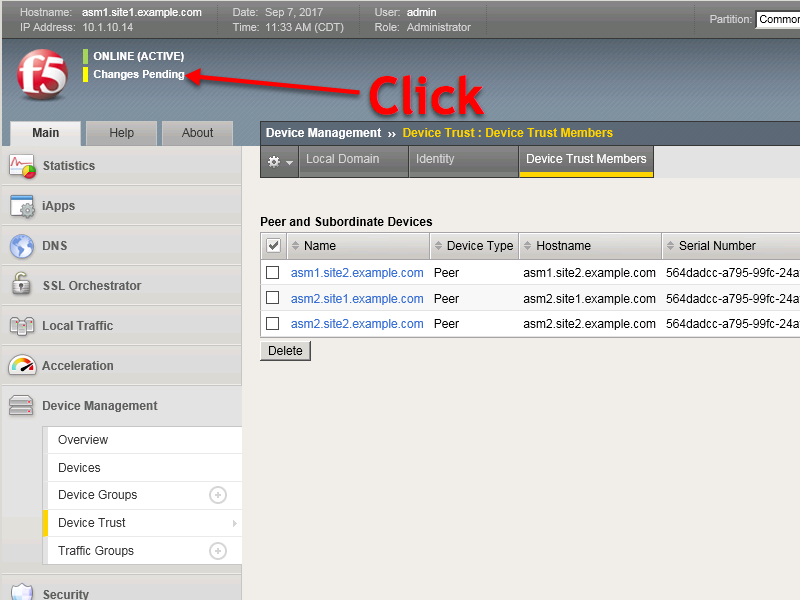 Hostname: asm1.site1.example.com Date: Sep 7, 2017 User: admin
IP Address: 10.1.10.14 Time: 11:33 AM (CDT) Role: Administrator
Partition: Common
f5
ONLINE (ACTIVE)
Changes Pending
Click
Main Help About
Device Management ›› Device Trust : Device Trust Members
Local Domain Identity Device Trust Members
Statistics
iApps
DNS
SSL Orchestrator
Local Traffic
Acceleration
Device Management
Overview
Devices
Device Groups
Device Trust
Traffic Groups
Security
Peer and Subordinate Devices
Name Device Type Hostname Serial Number
asm1.site2.example.com Peer asm1.site2.example.com 564dadcc-a795-99fc-24a
asm2.site1.example.com Peer asm2.site1.example.com 564dadcc-a795-99fc-24a
asm2.site2.example.com Peer asm2.site2.example.com 564dadcc-a795-99fc-24a
Delete